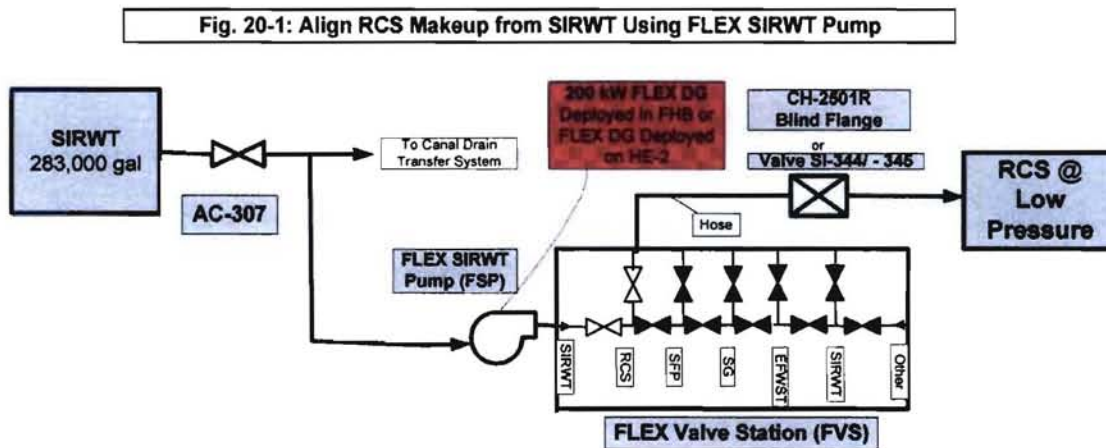 Fig. 20-1: Align RCS Makeup from SIRWT Using FLEX SIRWT Pump
SIRWT
283,000 gal
AC-307
To Canal Drain
Transfer System
200 kW FLEX DG
Deployed in FHB or
FLEX DG Deployed
on HE-2
CH-2501R
Blind Flange
or
Valve SI-344/ - 345
RCS @
Low
Pressure
Hose
FLEX SIRWT
Pump (FSP)
SIRWT
RCS
SFP
SG
EFWST
SIRWT
Other
FLEX Valve Station (FVS)